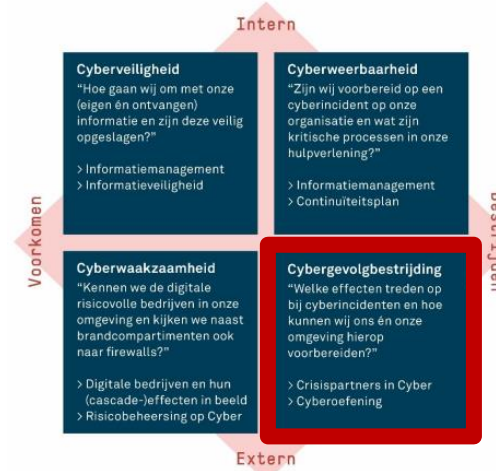 Intern
Cyberveiligheid
“Hoe gaan wij om met onze
(eigen én ontvangen)
informatie en zijn deze veilig
opgeslagen?”
> Informatiemanagement
> Informatieveiligheid
Cyberweerbaarheid
“Zijn wij voorbereid op een
cyberincident op onze
organisatie en wat zijn
kritische processen in onze
hulpverlening?”
> Informatiemanagement
> Continuïteitsplan
Voorkomen
Cyberwaakzaamheid
“Kennen we de digitale
risicovolle bedrijven in onze
omgeving en kijken we naast
brandcompartimenten ook
naar firewalls?”
> Digitale bedrijven en hun
(cascade-)effecten in beeld
> Risicobeheersing op Cyber
Cybergevolgbestrijding
“Welke effecten treden op
bij cyberincidenten en hoe
kunnen wij ons én onze
omgeving hierop
voorbereiden?”
> Crisispartners in Cyber
> Cyberoefening
Extern